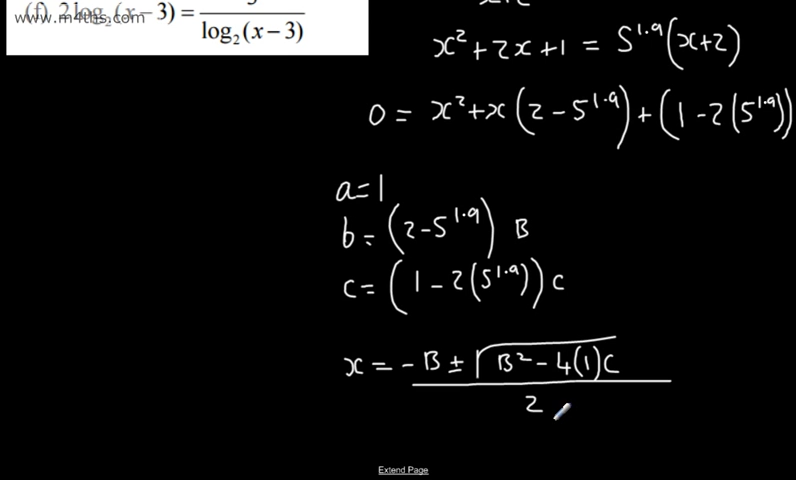 (f) 2 log₂(x − 3) = 
www.m4ths.com
log₂(x − 3)
x² + 2x + 1 = 5^1.9 (x+2)
0 = x² + x (2 − 5^1.9) + (1 − 2(5^1.9))
a = 1
b = (2 − 5^1.9) B
c = (1 − 2(5^1.9)) C
x = −B ± √B² − 4(1)C
2
Extend Page